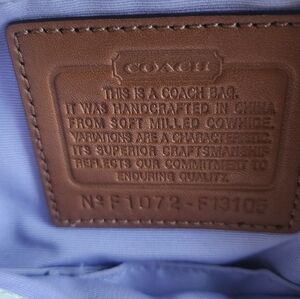 COACH
THIS IS A COACH BAG.
IT WAS HANDCRAFTED IN CHINA
FROM SOFT MILLED COWHIDE.
VARIATIONS ARE A CHARACTERISTIC.
ITS SUPERIOR CRAFTSMANSHIP
REFLECTS OUR COMMITMENT TO
ENDURING QUALITY.
Nº F1072-F13105